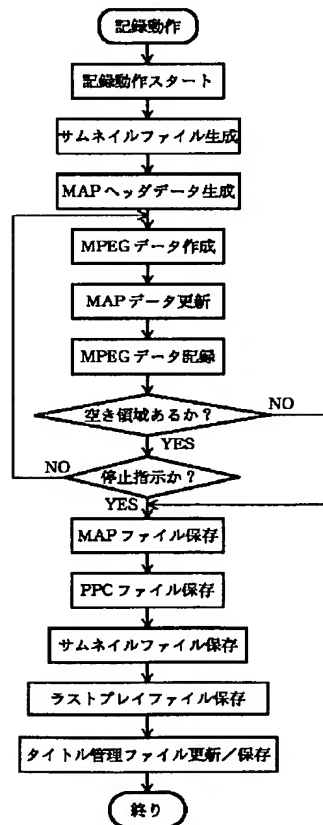 記録動作
記録動作スタート
サムネイルファイル生成
MAPヘッダデータ生成
MPEGデータ作成
MAPデータ更新
MPEGデータ記録
空き領域あるか？
NO
YES
NO
停止指示か？
YES
MAPファイル保存
PPCファイル保存
サムネイルファイル保存
ラストプレイファイル保存
タイトル管理ファイル更新／保存
終り